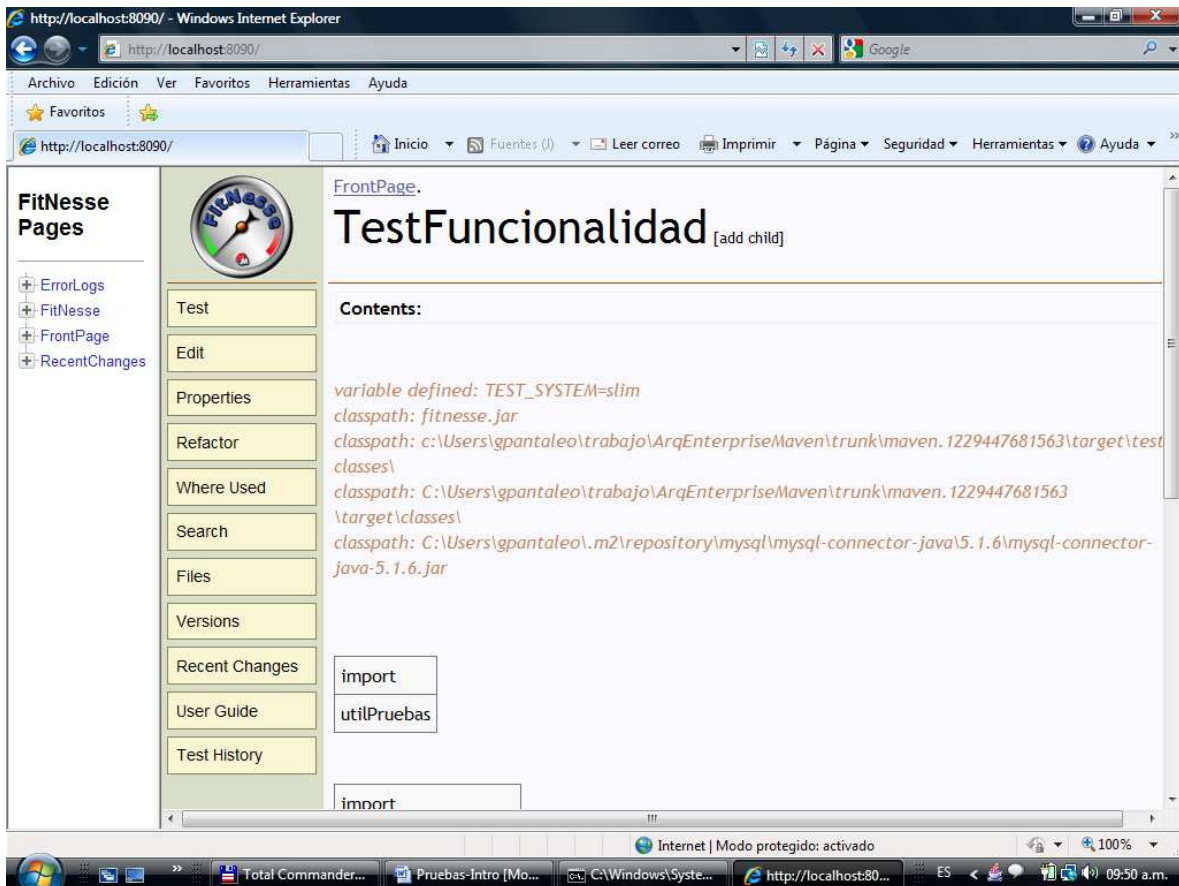 http://localhost:8090/ - Windows Internet Explorer
http://localhost:8090/
Google
Archivo Edición Ver Favoritos Herramientas Ayuda
Favoritos
http://localhost:8090/
Inicio Fuentes (J) Leer correo Imprimir Página Seguridad Herramientas Ayuda »
FitNesse
Pages
ErrorLogs
FitNesse
FrontPage
RecentChanges
FitNesse
Test
Edit
Properties
Refactor
Where Used
Search
Files
Versions
Recent Changes
User Guide
Test History
FrontPage.
TestFuncionalidad [add child]
Contents:
variable defined: TEST_SYSTEM=slim
classpath: fitnesse.jar
classpath: c:\Users\gpantaleo\trabajo\ArqEnterpriseMaven\trunk\maven.1229447681563\target\test
classes\
classpath: C:\Users\gpantaleo\trabajo\ArqEnterpriseMaven\trunk\maven.1229447681563
\target\classes\
classpath: C:\Users\gpantaleo\.m2\repository\mysql\mysql-connector-java\5.1.6\mysql-connector-
java-5.1.6.jar
import
utilPruebas
import
Internet | Modo protegido: activado
100%
» Total Commander... Pruebas-Intro [Mo... C:\Windows\Syste... http://localhost:80... ES 09:50 a.m.